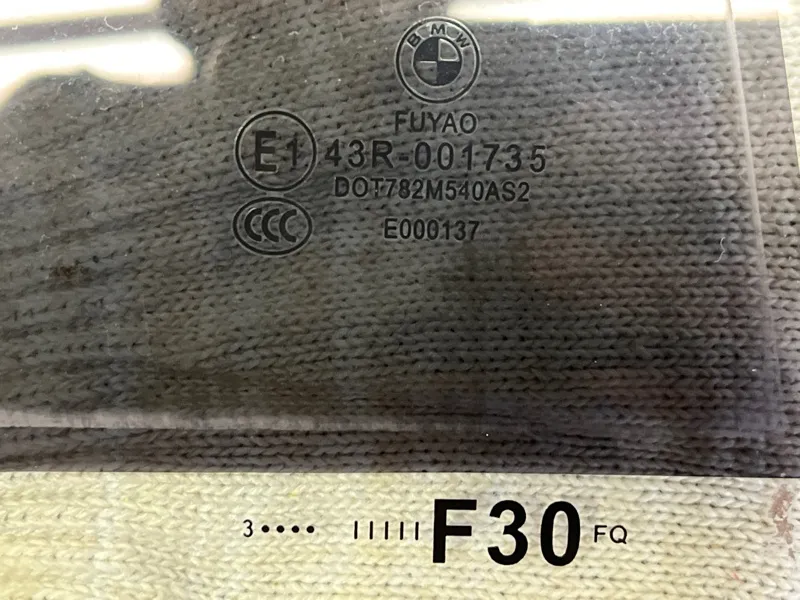 BMW
FUYAO
E1 43R-001735
DOT782M540AS2
CCC E000137
3•••• IIIII F30 FQ